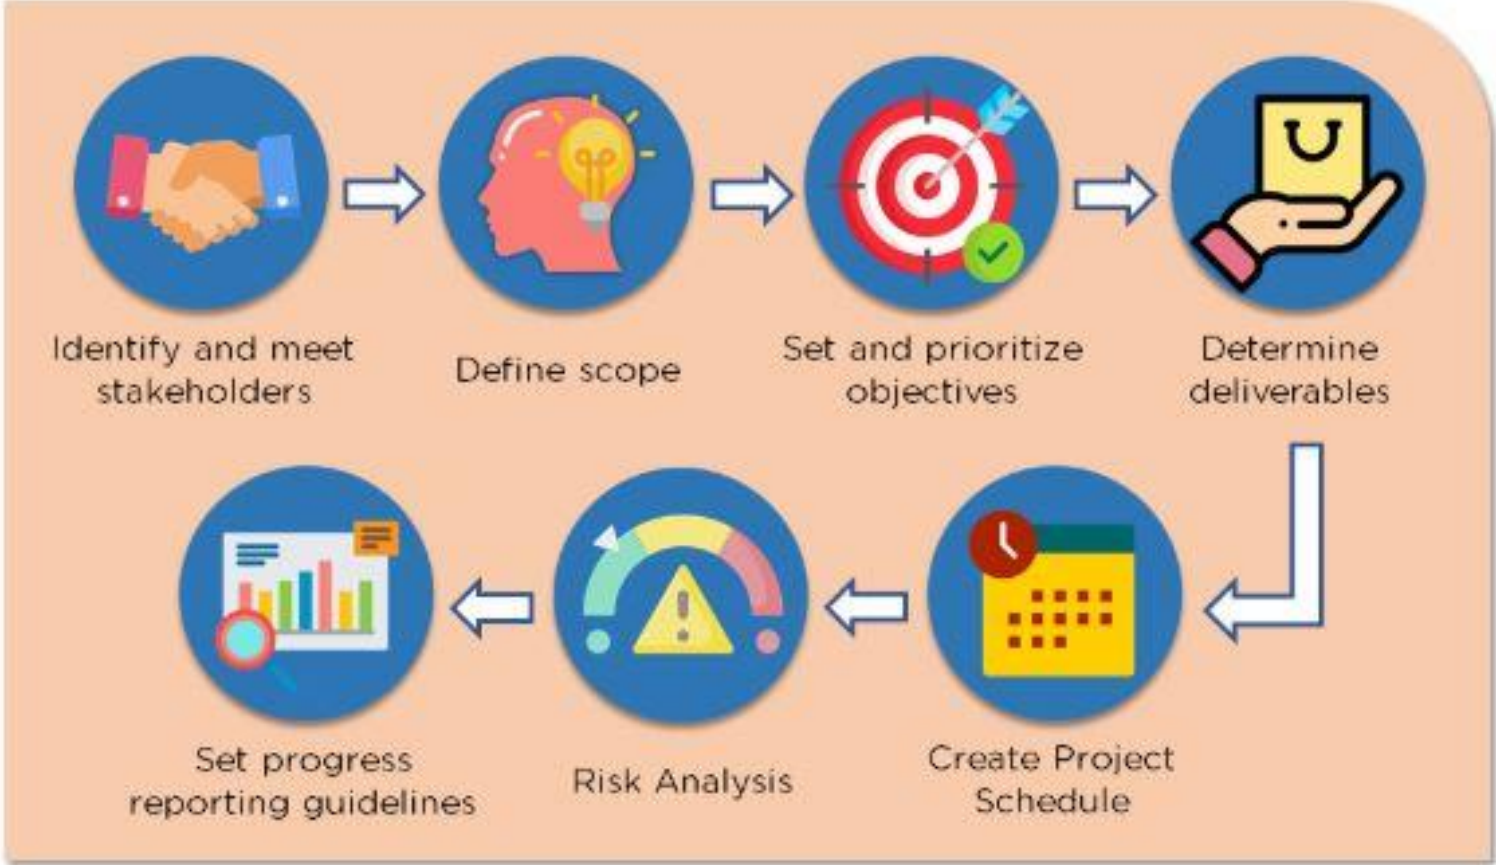 Identify and meet
stakeholders
Define scope
Set and prioritize
objectives
Determine
deliverables
Set progress
reporting guidelines
Risk Analysis
Create Project
Schedule